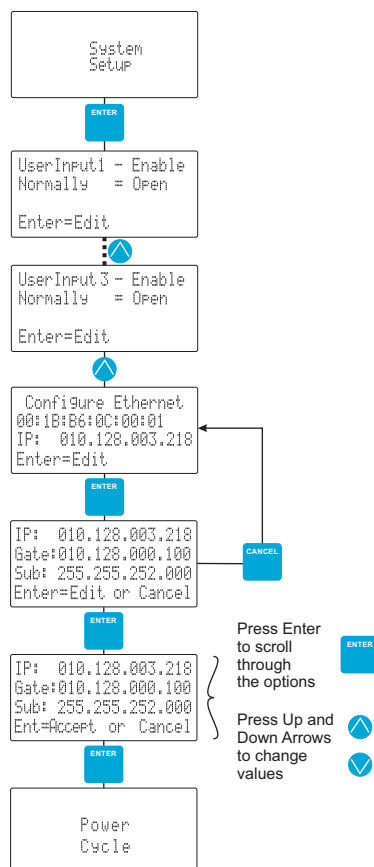 System
Setup
ENTER
UserInput1 - Enable
Normally = Open
Enter=Edit
UserInput3 - Enable
Normally = Open
Enter=Edit
Configure Ethernet
00:1B:B6:0C:00:01
IP: 010.128.003.218
Enter=Edit
ENTER
IP: 010.128.003.218
Gate:010.128.000.100
Sub: 255.255.252.000
Enter=Edit or Cancel
CANCEL
ENTER
IP: 010.128.003.218
Gate:010.128.000.100
Sub: 255.255.252.000
Ent=Accept or Cancel
Press Enter
to scroll
through
the options
ENTER
Press Up and
Down Arrows
to change
values
ENTER
Power
Cycle